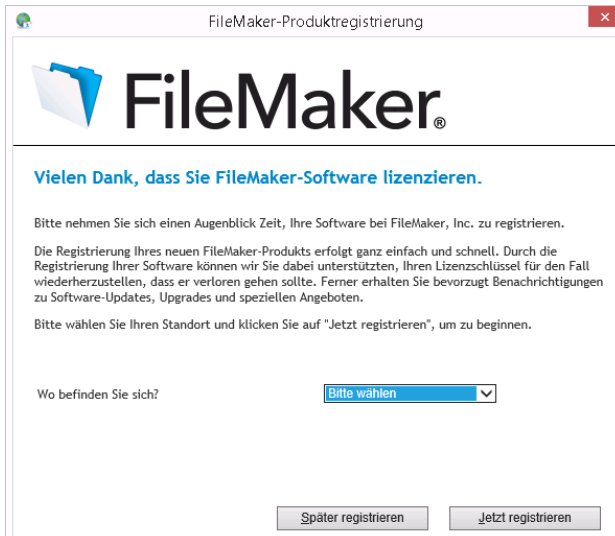 FileMaker-Produktregistrierung
FileMaker®
Vielen Dank, dass Sie FileMaker-Software lizenzieren.
Bitte nehmen Sie sich einen Augenblick Zeit, Ihre Software bei FileMaker, Inc. zu registrieren.
Die Registrierung Ihres neuen FileMaker-Produkts erfolgt ganz einfach und schnell. Durch die
Registrierung Ihrer Software können wir Sie dabei unterstützten, Ihren Lizenzschlüssel für den Fall
wiederherzustellen, dass er verloren gehen sollte. Ferner erhalten Sie bevorzugt Benachrichtigungen
zu Software-Updates, Upgrades und speziellen Angeboten.
Bitte wählen Sie Ihren Standort und klicken Sie auf "Jetzt registrieren", um zu beginnen.
Wo befinden Sie sich?
Bitte wählen
Später registrieren
Jetzt registrieren